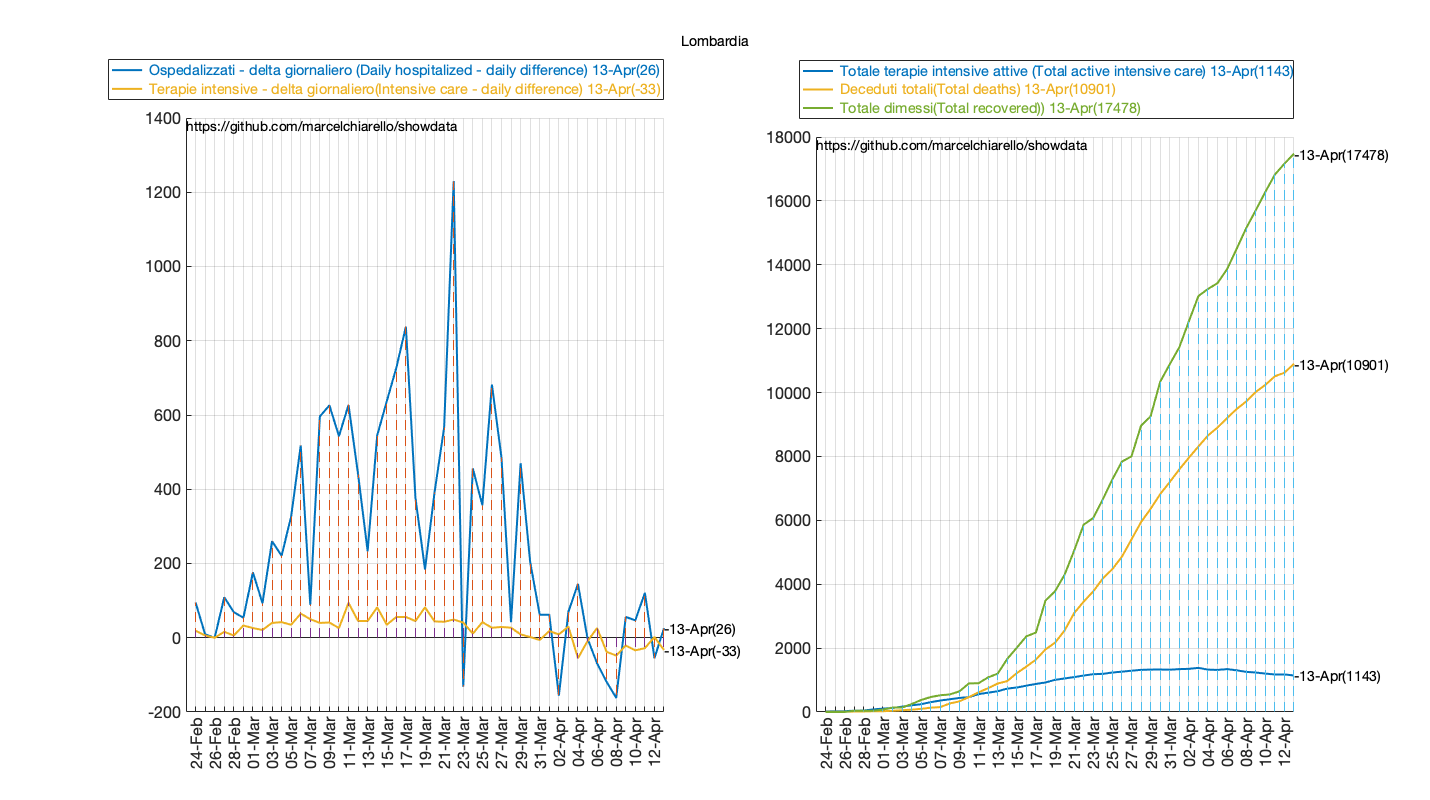 Lombardia
Ospedalizzati - delta giornaliero (Daily hospitalized - daily difference) 13-Apr(26)
Terapie intensive - delta giornaliero(Intensive care - daily difference) 13-Apr(-33)
https://github.com/marcelchiarello/showdata
1400
1200
1000
800
600
400
200
0
-200
-13-Apr(26)
-13-Apr(-33)
24-Feb
26-Feb
28-Feb
01-Mar
03-Mar
05-Mar
07-Mar
09-Mar
11-Mar
13-Mar
15-Mar
17-Mar
19-Mar
21-Mar
23-Mar
25-Mar
27-Mar
29-Mar
31-Mar
02-Apr
04-Apr
06-Apr
08-Apr
10-Apr
12-Apr
Totale terapie intensive attive (Total active intensive care) 13-Apr(1143)
Deceduti totali(Total deaths) 13-Apr(10901)
Totale dimessi(Total recovered)) 13-Apr(17478)
https://github.com/marcelchiarello/showdata
18000
16000
14000
12000
10000
8000
6000
4000
2000
0
-13-Apr(17478)
-13-Apr(10901)
-13-Apr(1143)
24-Feb
26-Feb
28-Feb
01-Mar
03-Mar
05-Mar
07-Mar
09-Mar
11-Mar
13-Mar
15-Mar
17-Mar
19-Mar
21-Mar
23-Mar
25-Mar
27-Mar
29-Mar
31-Mar
02-Apr
04-Apr
06-Apr
08-Apr
10-Apr
12-Apr